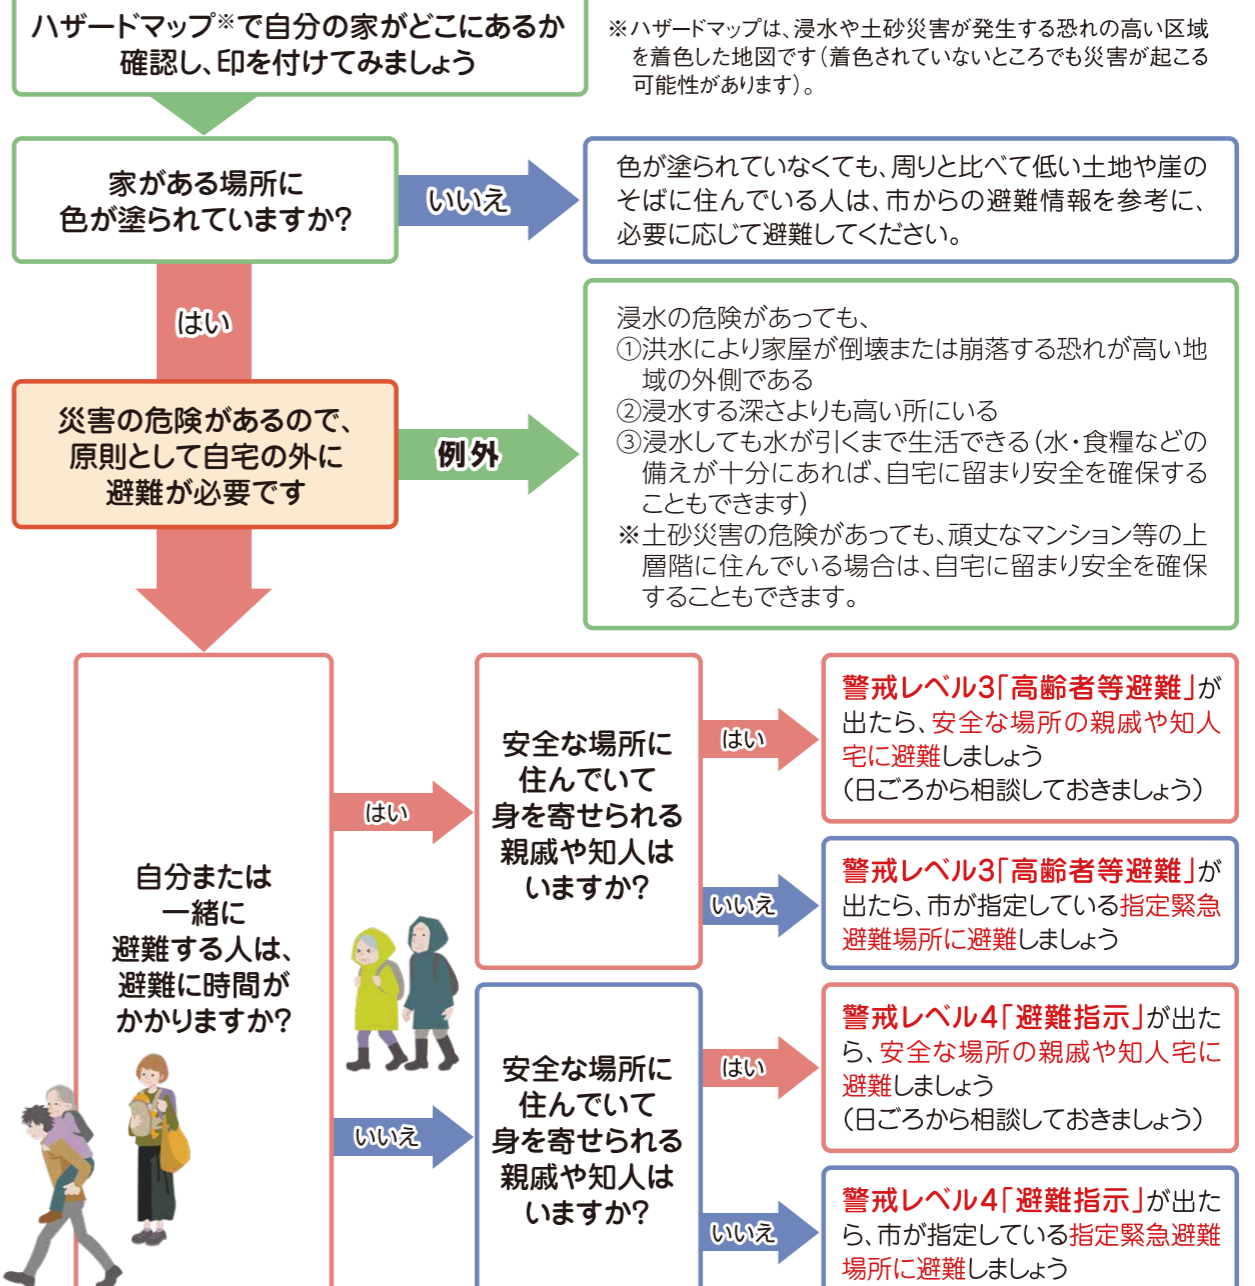 ハザードマップ※で自分の家がどこにあるか
確認し、印を付けてみましょう
※ハザードマップは、浸水や土砂災害が発生する恐れの高い区域
を着色した地図です（着色されていないところでも災害が起こる
可能性があります）。
家がある場所に
色が塗られていますか？
いいえ
色が塗られていなくても、周りと比べて低い土地や崖の
そばに住んでいる人は、市からの避難情報を参考に、
必要に応じて避難してください。
はい
災害の危険があるので、
原則として自宅の外に
避難が必要です
例外
浸水の危険があっても、
①洪水により家屋が倒壊または崩落する恐れが高い地
域の外側である
②浸水する深さよりも高い所にいる
③浸水しても水が引くまで生活できる（水・食糧などの
備えが十分にあれば、自宅に留まり安全を確保する
こともできます）
※土砂災害の危険があっても、頑丈なマンション等の上
層階に住んでいる場合は、自宅に留まり安全を確保
することもできます。
自分または
一緒に
避難する人は、
避難に時間が
かかりますか？
はい
安全な場所に
住んでいて
身を寄せられる
親戚や知人は
いますか？
はい
警戒レベル3「高齢者等避難」が
出たら、安全な場所の親戚や知人
宅に避難しましょう
（日ごろから相談しておきましょう）
いいえ
警戒レベル3「高齢者等避難」が
出たら、市が指定している指定緊急
避難場所に避難しましょう
いいえ
安全な場所に
住んでいて
身を寄せられる
親戚や知人は
いますか？
はい
警戒レベル4「避難指示」が出た
ら、安全な場所の親戚や知人宅に
避難しましょう
（日ごろから相談しておきましょう）
いいえ
警戒レベル4「避難指示」が出た
ら、市が指定している指定緊急避難
場所に避難しましょう